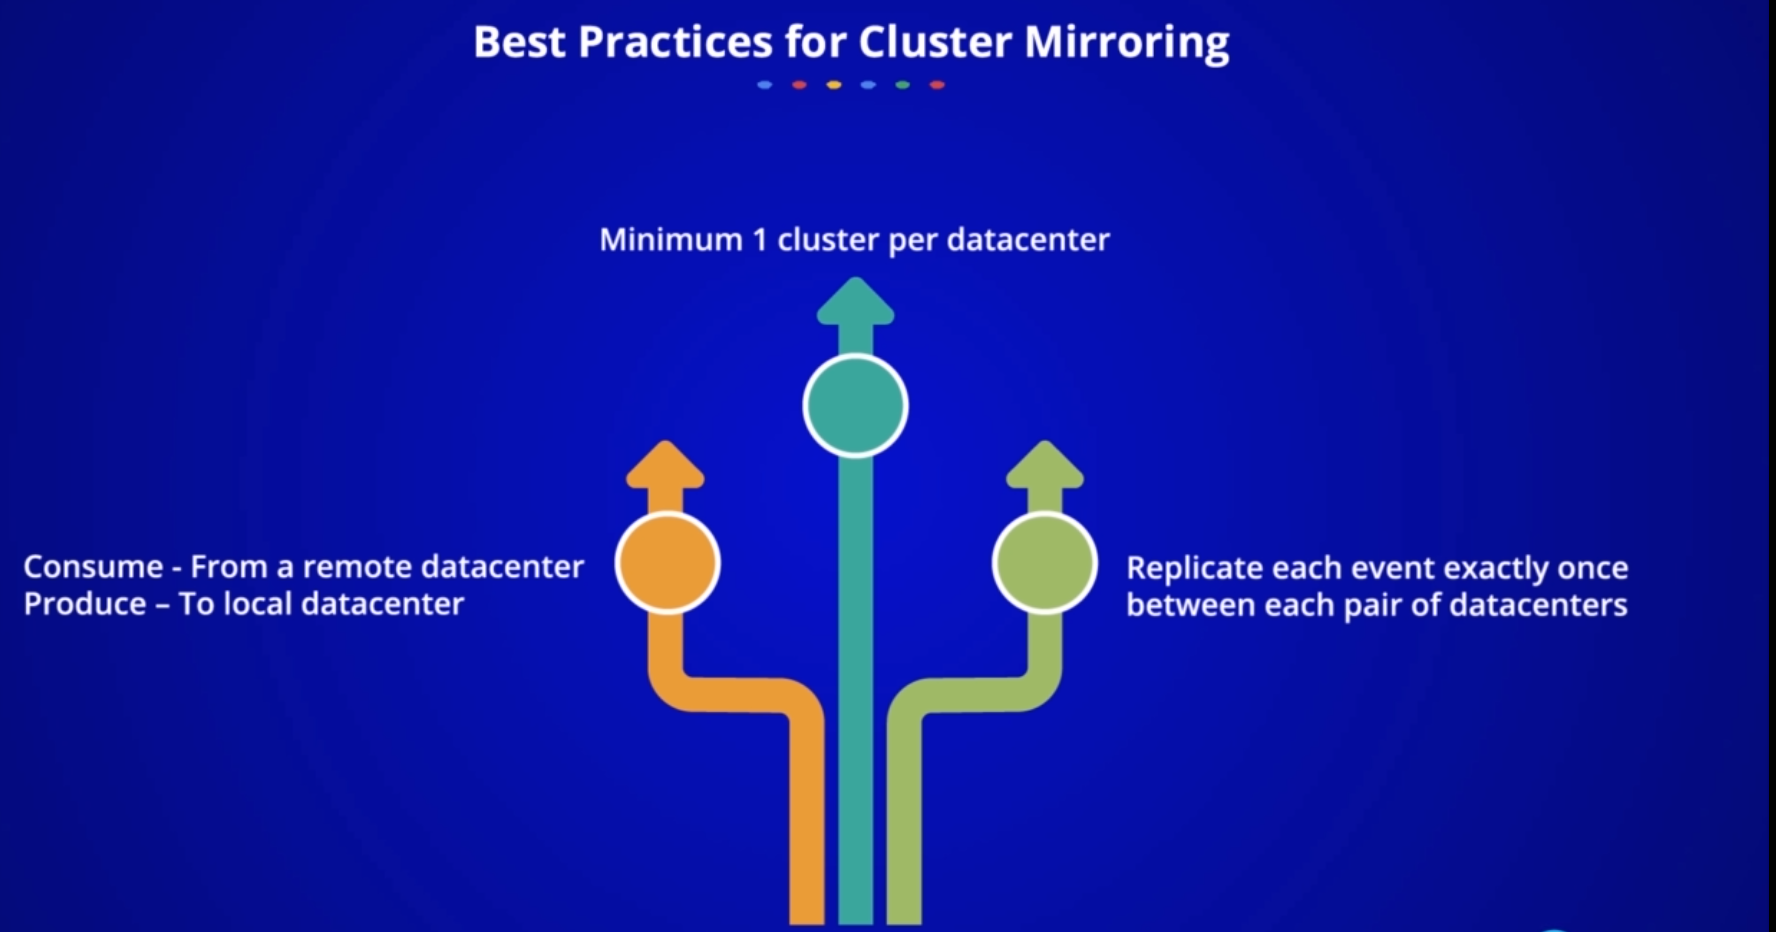 Best Practices for Cluster Mirroring
Minimum 1 cluster per datacenter
Consume - From a remote datacenter
Produce – To local datacenter
Replicate each event exactly once
between each pair of datacenters